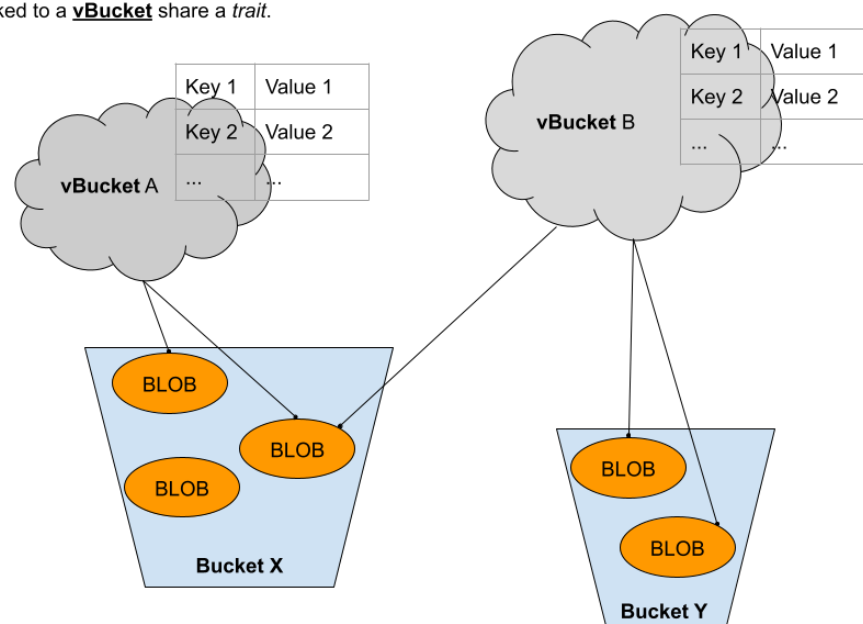 ked to a vBucket share a trait.
Key 1 Value 1
Key 2 Value 2
... ...
vBucket A
Key 1 Value 1
Key 2 Value 2
... ...
vBucket B
BLOB
BLOB
BLOB
Bucket X
BLOB
BLOB
Bucket Y